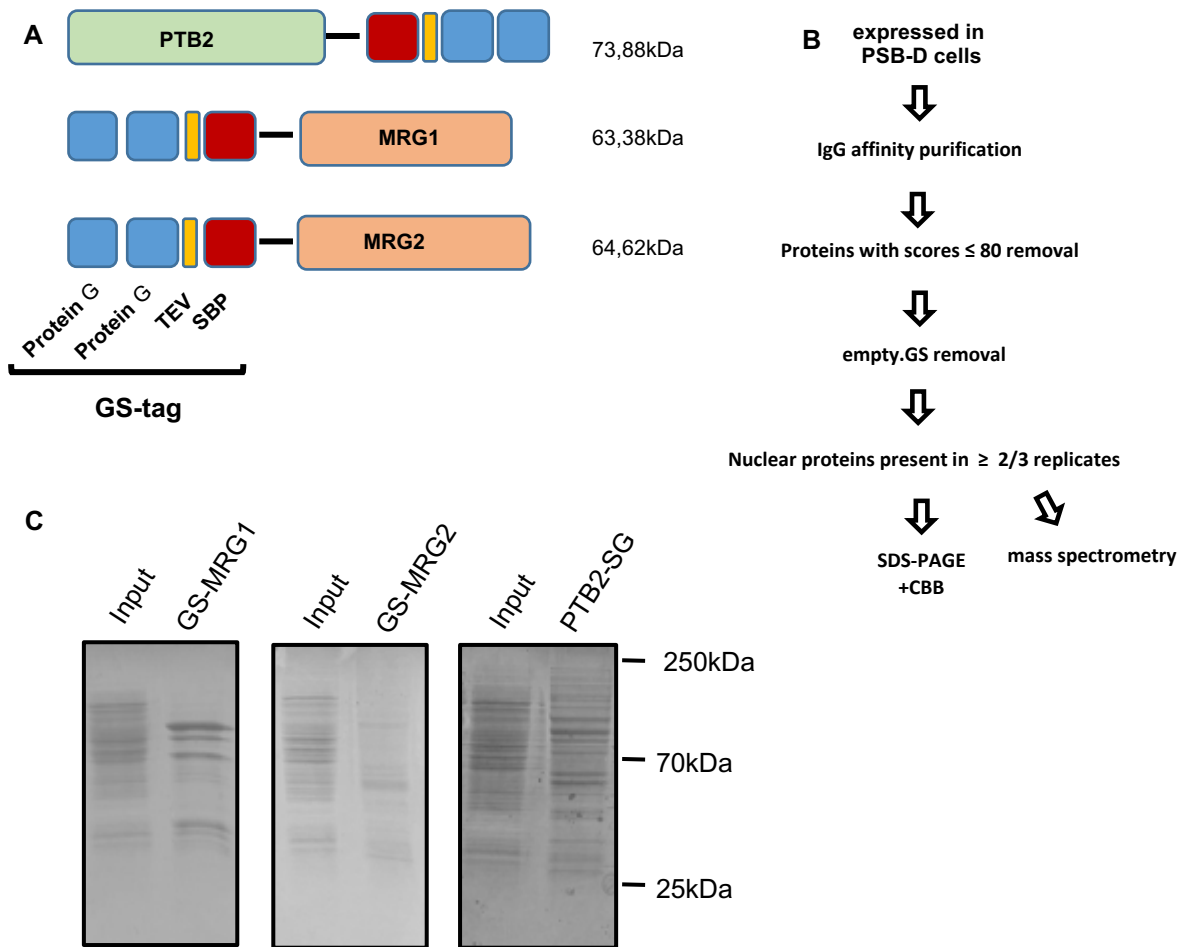 A
PTB2
73,88kDa
MRG1
63,38kDa
MRG2
64,62kDa
Protein G
Protein G
TEV
SBP
GS-tag
B
expressed in
PSB-D cells
IgG affinity purification
Proteins with scores ≤ 80 removal
empty.GS removal
Nuclear proteins present in ≥ 2/3 replicates
SDS-PAGE
+CBB
mass spectrometry
C
Input
GS-MRG1
Input
GS-MRG2
Input
PTB2-SG
250kDa
70kDa
25kDa